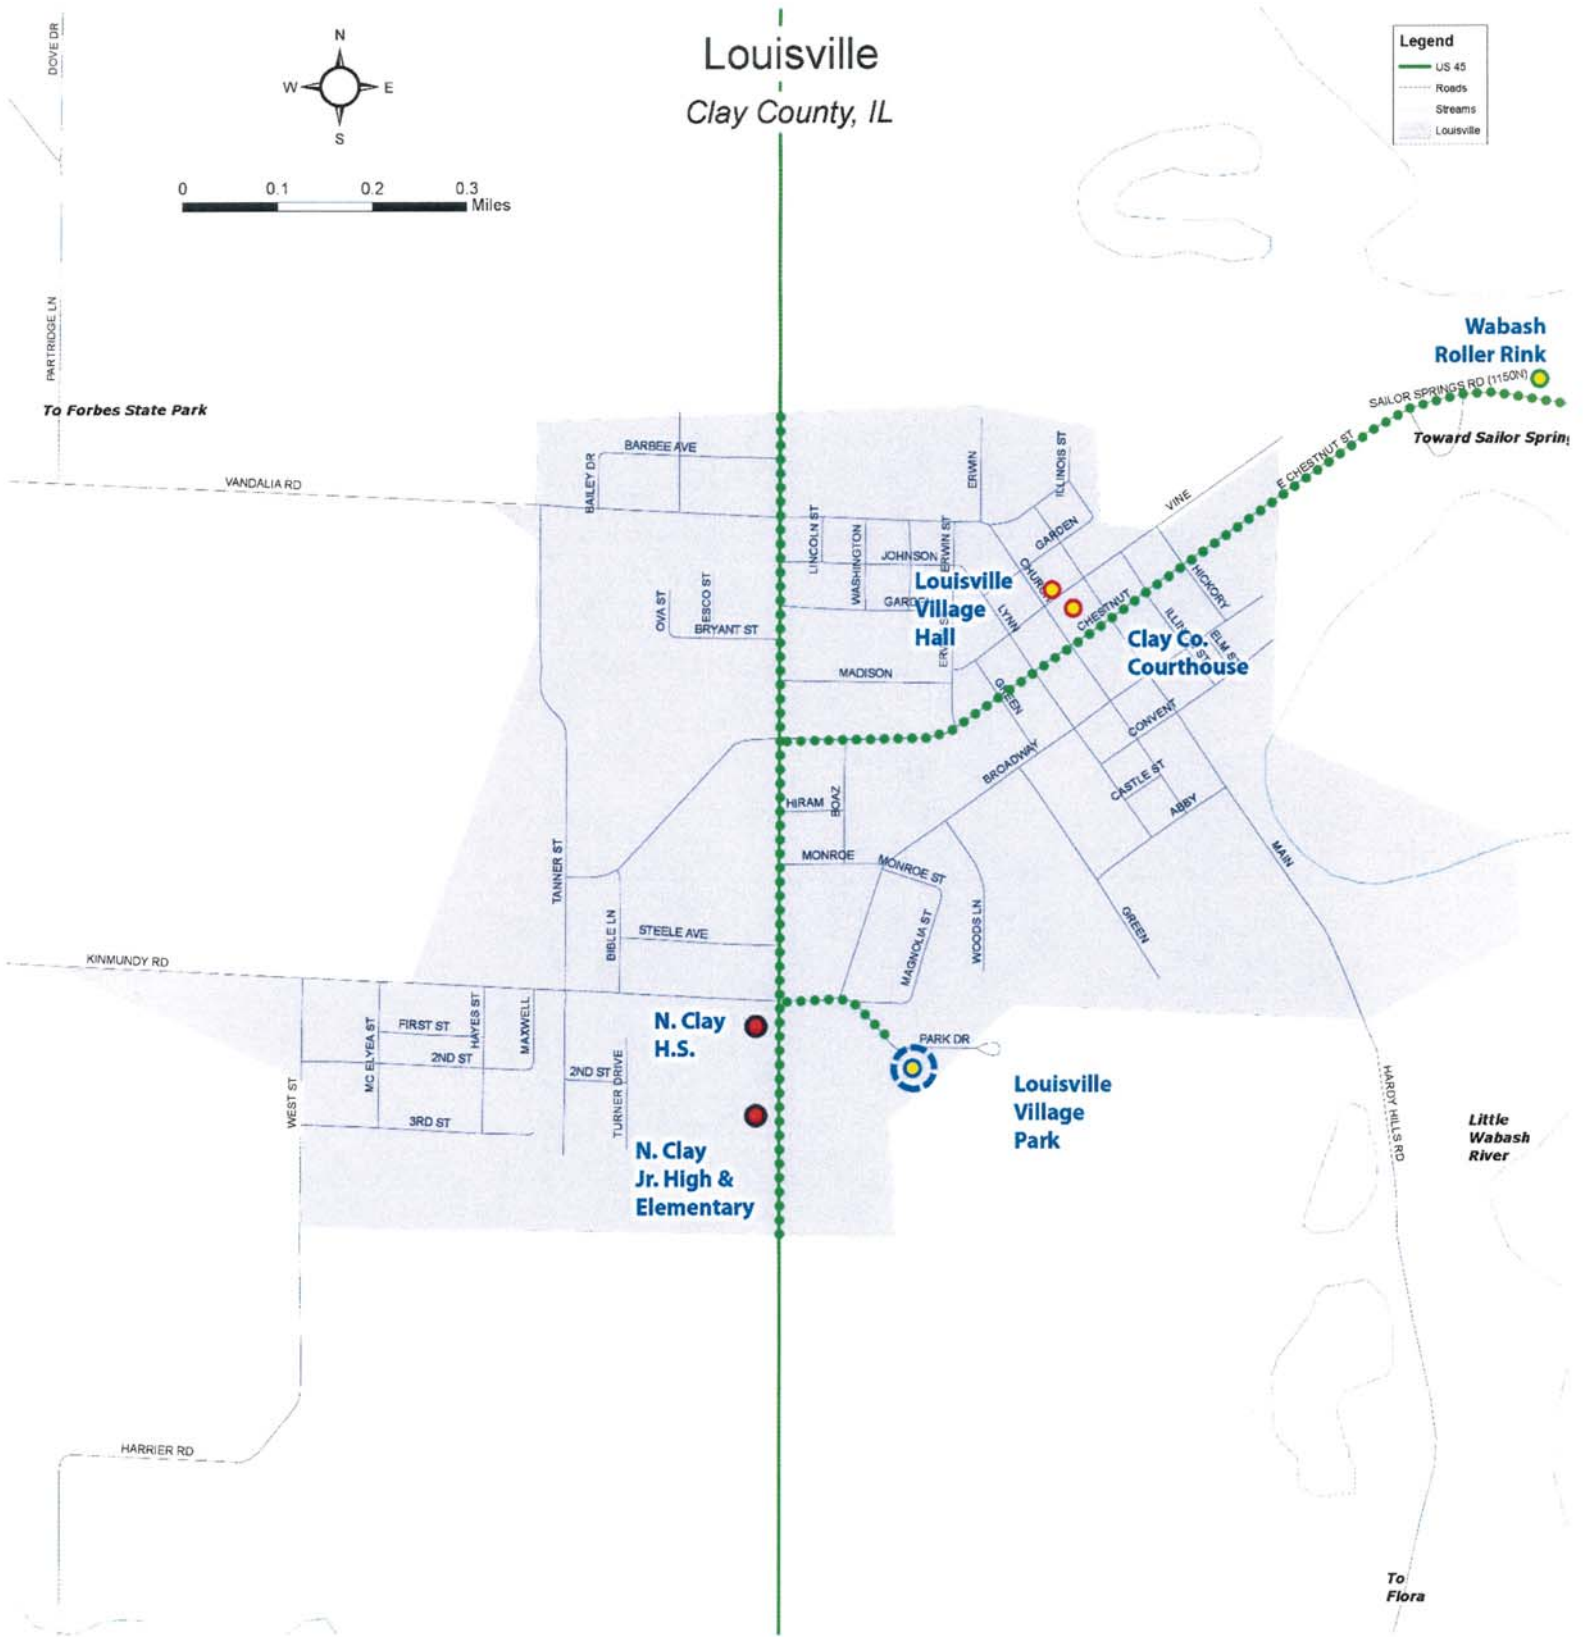 Louisville
Clay County, IL
N
W
E
S
0 0.1 0.2 0.3
Miles
Legend
US 45
Roads
Streams
Louisville
DOVE DR
PARTRIDGE LN
To Forbes State Park
Wabash
Roller Rink
SAILOR SPRINGS RD (1150N)
Toward Sailor Spring
E CHESTNUT ST
VINE
VANDALIA RD
BARBEE AVE
BAILEY DR
ERWIN
ILLINOIS ST
GARDEN
LINCOLN ST
WASHINGTON
JOHNSON
ERWIN ST
CHURCH
HICKORY
Louisville
Village
Hall
OVA ST
ESCO ST
BRYANT ST
LYNN
CHESTNUT
ELM ST
Clay Co.
Courthouse
MADISON
GREEN
CONVENT
BROADWAY
CASTLE ST
ABBY
HIRAM
BOAZ
MONROE
MONROE ST
MAIN
TANNER ST
BIBLE LN
STEELE AVE
MAGNOLIA ST
WOODS LN
GREEN
KINMUNDY RD
FIRST ST
HAYES ST
MAXWELL
MC ELYEA ST
2ND ST
WEST ST
3RD ST
2ND ST
TURNER DRIVE
N. Clay
H.S.
PARK DR
Louisville
Village
Park
N. Clay
Jr. High &
Elementary
HARDY HILLS RD
Little
Wabash
River
HARRIER RD
To
Flora